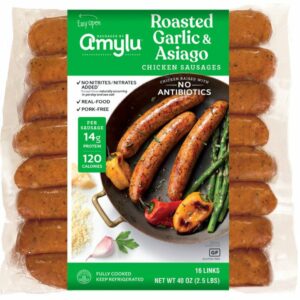 Easy Open
SAUSAGES BY
amylu
Roasted
Garlic &
Asiago
CHICKEN SAUSAGES
NO NITRITES/NITRATES
ADDED*
REAL-FOOD
PORK-FREE
CHICKEN RAISED WITH
NO
ANTIBIOTICS
PER
SAUSAGE
14g
PROTEIN
120
CALORIES
GF
FULLY COOKED
KEEP REFRIGERATED
16 LINKS
NET WT 40 OZ (2.5 LBS)